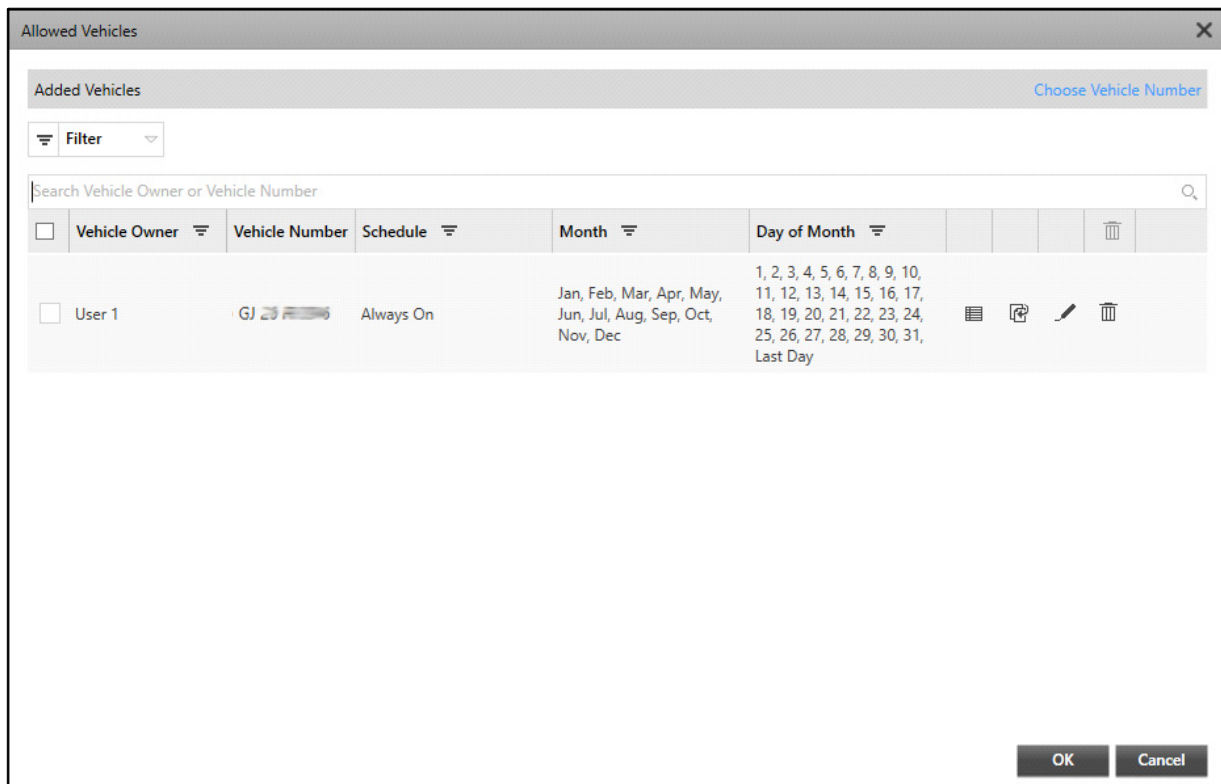 Allowed Vehicles
Added Vehicles
Choose Vehicle Number
Filter
Search Vehicle Owner or Vehicle Number
Vehicle Owner Vehicle Number Schedule Month Day of Month
User 1 GJ Always On
Jan, Feb, Mar, Apr, May,
Jun, Jul, Aug, Sep, Oct,
Nov, Dec
1, 2, 3, 4, 5, 6, 7, 8, 9, 10,
11, 12, 13, 14, 15, 16, 17,
18, 19, 20, 21, 22, 23, 24,
25, 26, 27, 28, 29, 30, 31,
Last Day
OK Cancel